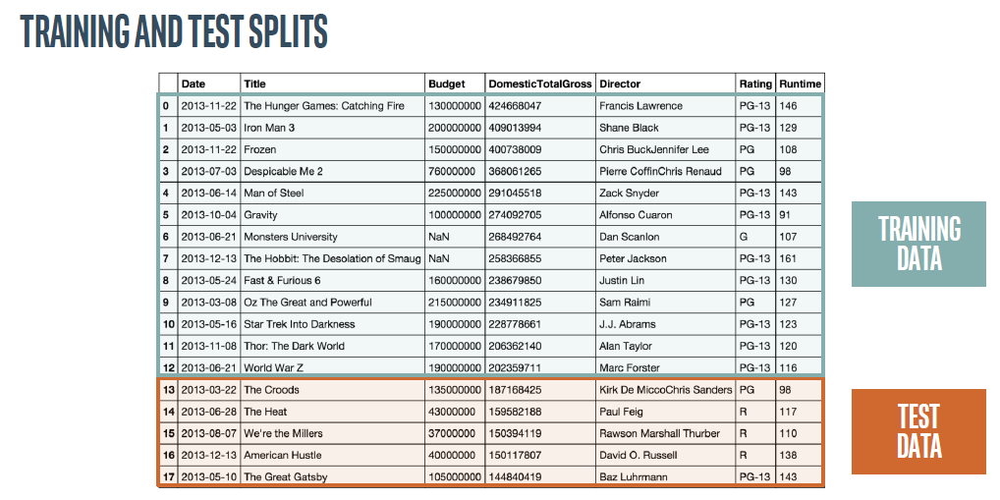 TRAINING AND TEST SPLITS
Date Title Budget DomesticTotalGross Director Rating Runtime
0 2013-11-22 The Hunger Games: Catching Fire 130000000 424668047 Francis Lawrence PG-13 146
1 2013-05-03 Iron Man 3 200000000 409013994 Shane Black PG-13 129
2 2013-11-22 Frozen 150000000 400738009 Chris BuckJennifer Lee PG 108
3 2013-07-03 Despicable Me 2 76000000 368061265 Pierre CoffinChris Renaud PG 98
4 2013-06-14 Man of Steel 225000000 291045518 Zack Snyder PG-13 143
5 2013-10-04 Gravity 100000000 274092705 Alfonso Cuaron PG-13 91
6 2013-06-21 Monsters University NaN 268492764 Dan Scanlon G 107
7 2013-12-13 The Hobbit: The Desolation of Smaug NaN 258366855 Peter Jackson PG-13 161
8 2013-05-24 Fast & Furious 6 160000000 238679850 Justin Lin PG-13 130
9 2013-03-08 Oz The Great and Powerful 215000000 234911825 Sam Raimi PG 127
10 2013-05-16 Star Trek Into Darkness 190000000 228778661 J.J. Abrams PG-13 123
11 2013-11-08 Thor: The Dark World 170000000 206362140 Alan Taylor PG-13 120
12 2013-06-21 World War Z 190000000 202359711 Marc Forster PG-13 116
13 2013-03-22 The Croods 135000000 187168425 Kirk De MiccoChris Sanders PG 98
14 2013-06-28 The Heat 43000000 159582188 Paul Feig R 117
15 2013-08-07 We're the Millers 37000000 150394119 Rawson Marshall Thurber R 110
16 2013-12-13 American Hustle 40000000 150117807 David O. Russell R 138
17 2013-05-10 The Great Gatsby 105000000 144840419 Baz Luhrmann PG-13 143
TRAINING
DATA
TEST
DATA